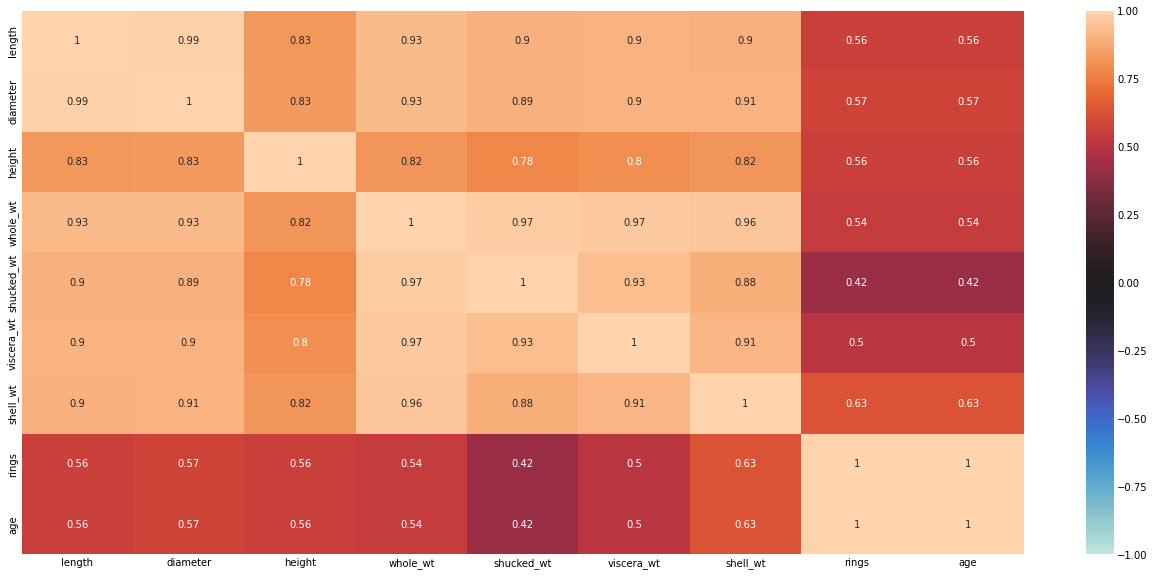 length 1 0.99 0.83 0.93 0.9 0.9 0.9 0.56 0.56
diameter 0.99 1 0.83 0.93 0.89 0.9 0.91 0.57 0.57
height 0.83 0.83 1 0.82 0.78 0.8 0.82 0.56 0.56
whole_wt 0.93 0.93 0.82 1 0.97 0.97 0.96 0.54 0.54
shucked_wt 0.9 0.89 0.78 0.97 1 0.93 0.88 0.42 0.42
viscera_wt 0.9 0.9 0.8 0.97 0.93 1 0.91 0.5 0.5
shell_wt 0.9 0.91 0.82 0.96 0.88 0.91 1 0.63 0.63
rings 0.56 0.57 0.56 0.54 0.42 0.5 0.63 1 1
age 0.56 0.57 0.56 0.54 0.42 0.5 0.63 1 1
length diameter height whole_wt shucked_wt viscera_wt shell_wt rings age
1.00
0.75
0.50
0.25
0.00
−0.25
−0.50
−0.75
−1.00